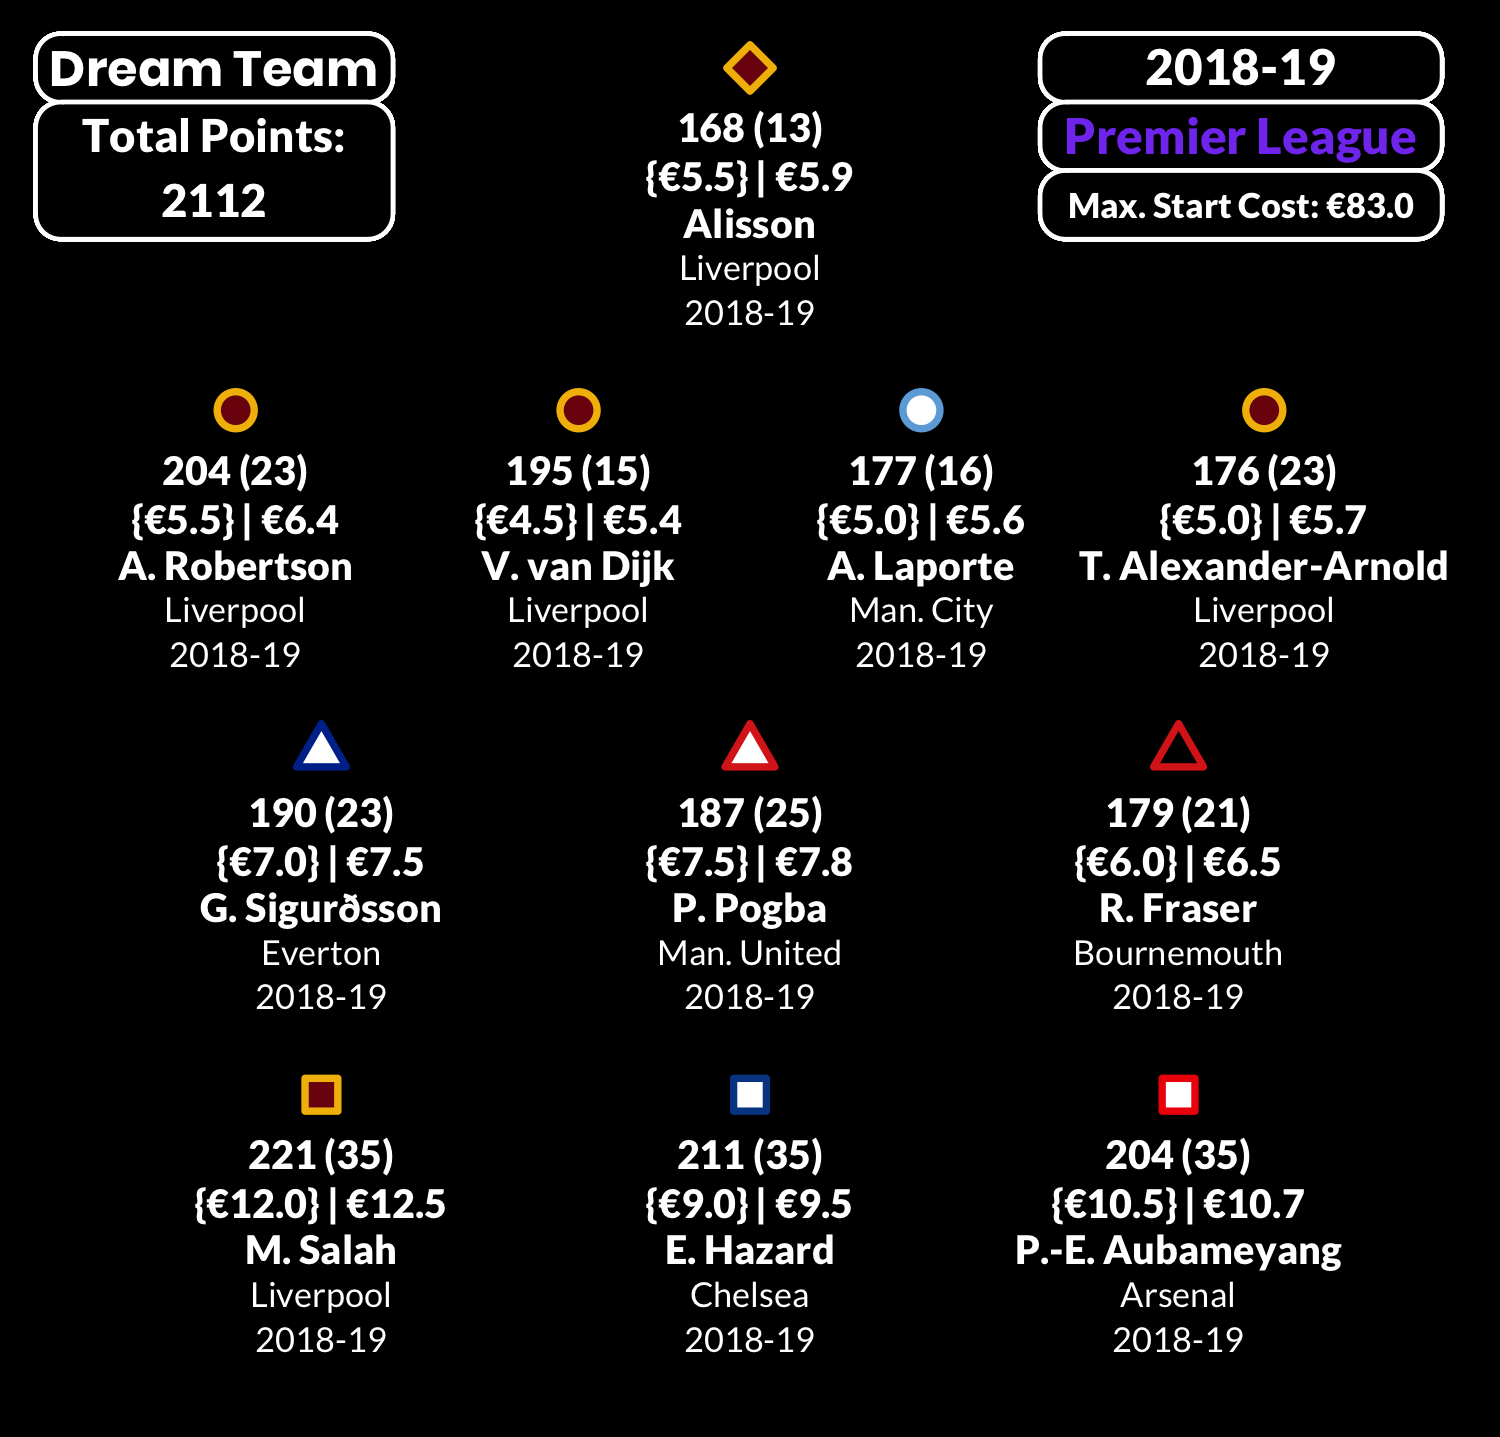 Dream Team
Total Points:
2112
168 (13)
{€5.5} | €5.9
Alisson
Liverpool
2018-19
2018-19
Premier League
Max. Start Cost: €83.0
204 (23)
{€5.5} | €6.4
A. Robertson
Liverpool
2018-19
195 (15)
{€4.5} | €5.4
V. van Dijk
Liverpool
2018-19
177 (16)
{€5.0} | €5.6
A. Laporte
Man. City
2018-19
176 (23)
{€5.0} | €5.7
T. Alexander-Arnold
Liverpool
2018-19
190 (23)
{€7.0} | €7.5
G. Sigurðsson
Everton
2018-19
187 (25)
{€7.5} | €7.8
P. Pogba
Man. United
2018-19
179 (21)
{€6.0} | €6.5
R. Fraser
Bournemouth
2018-19
221 (35)
{€12.0} | €12.5
M. Salah
Liverpool
2018-19
211 (35)
{€9.0} | €9.5
E. Hazard
Chelsea
2018-19
204 (35)
{€10.5} | €10.7
P.-E. Aubameyang
Arsenal
2018-19